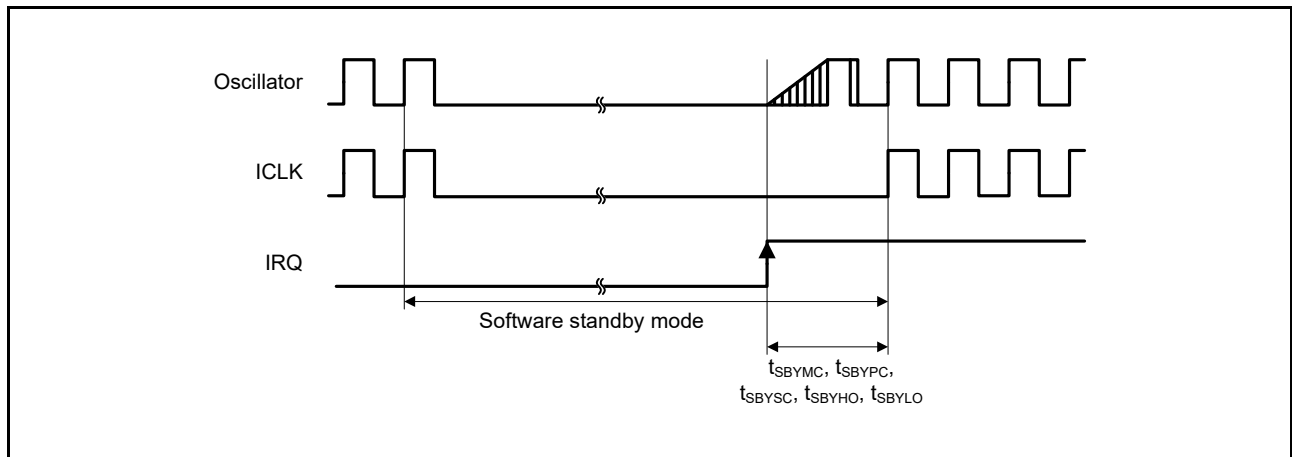 Oscillator
ICLK
IRQ
Software standby mode
tSBYMC, tSBYPC,
tSBYSC, tSBYHO, tSBYLO